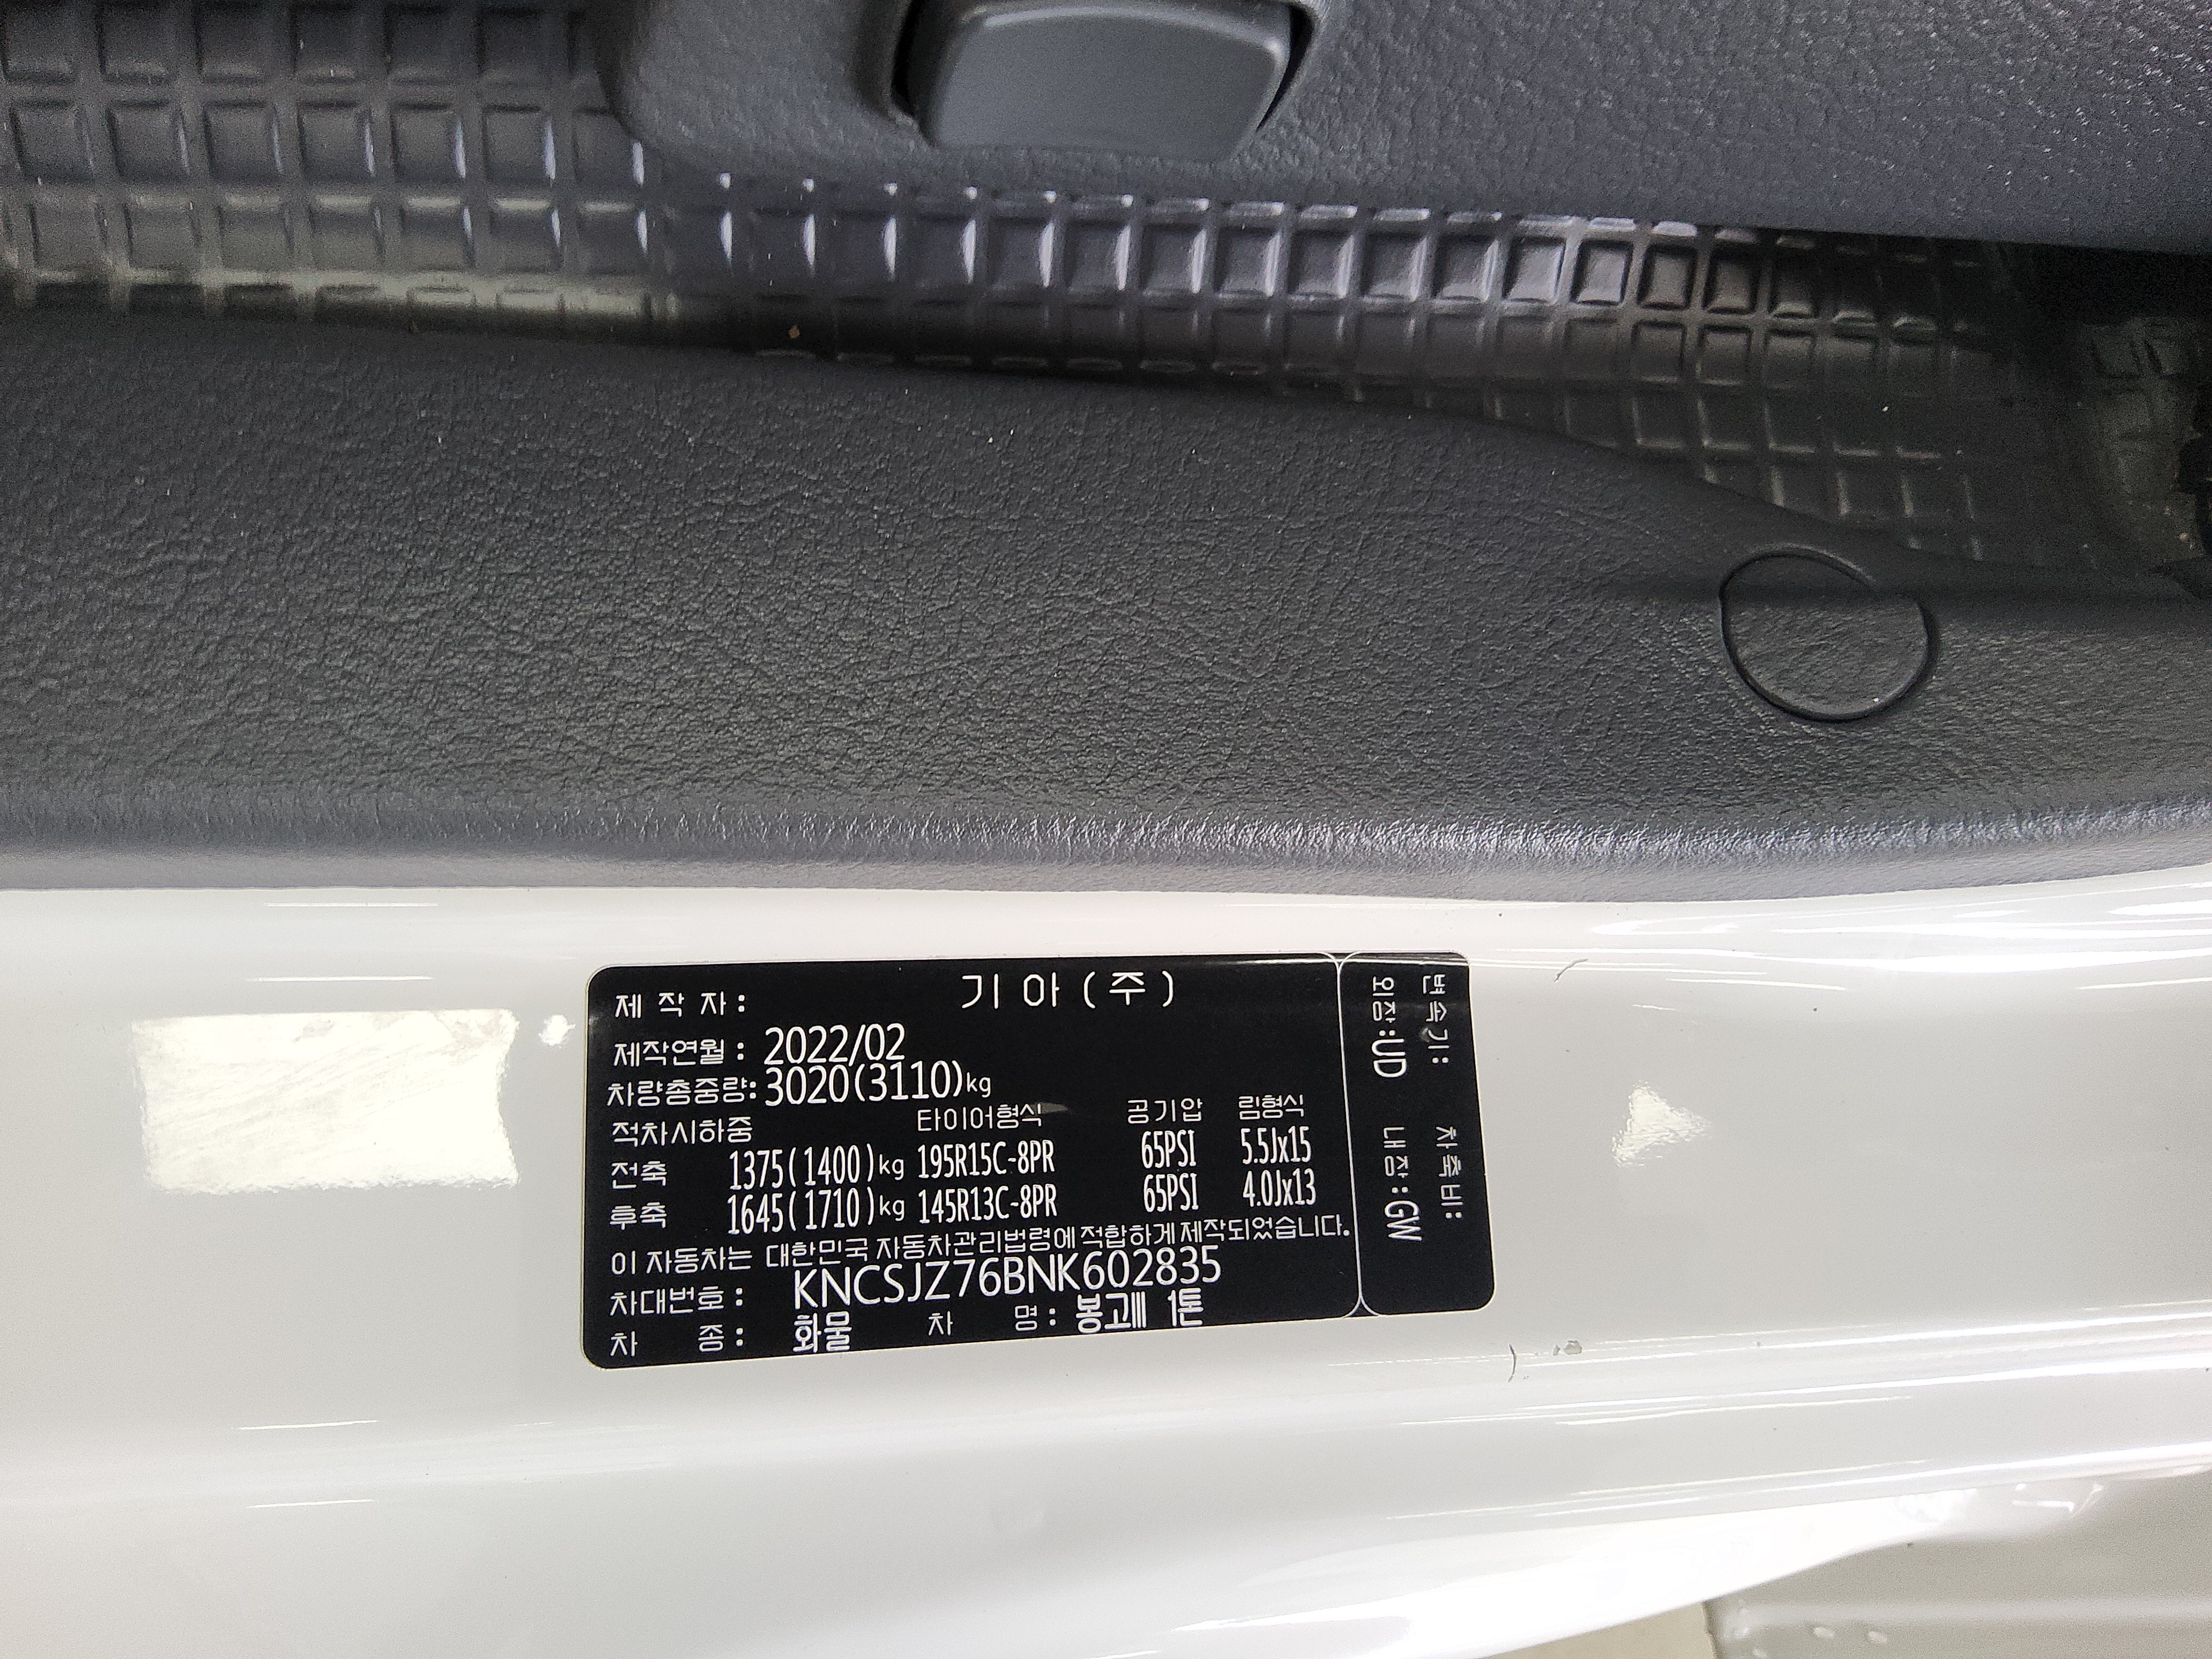 제 작 자 : 기 아 ( 주 )
제작연월 : 2022/02
차량총중량: 3020(3110)kg
적차시하중 타이어형식 공기압 림형식
전축 1375(1400)kg 195R15C-8PR 65PSI 5.5Jx15
후축 1645(1710)kg 145R13C-8PR 65PSI 4.0Jx13
이 자동차는 대한민국 자동차관리법령에 적합하게 제작되었습니다.
차대번호 : KNCSJZ76BNK602835
차 종 : 화물 차 명 : 봉고Ⅲ 1톤
변속기: 차축비:
외장:UD 내장:GW